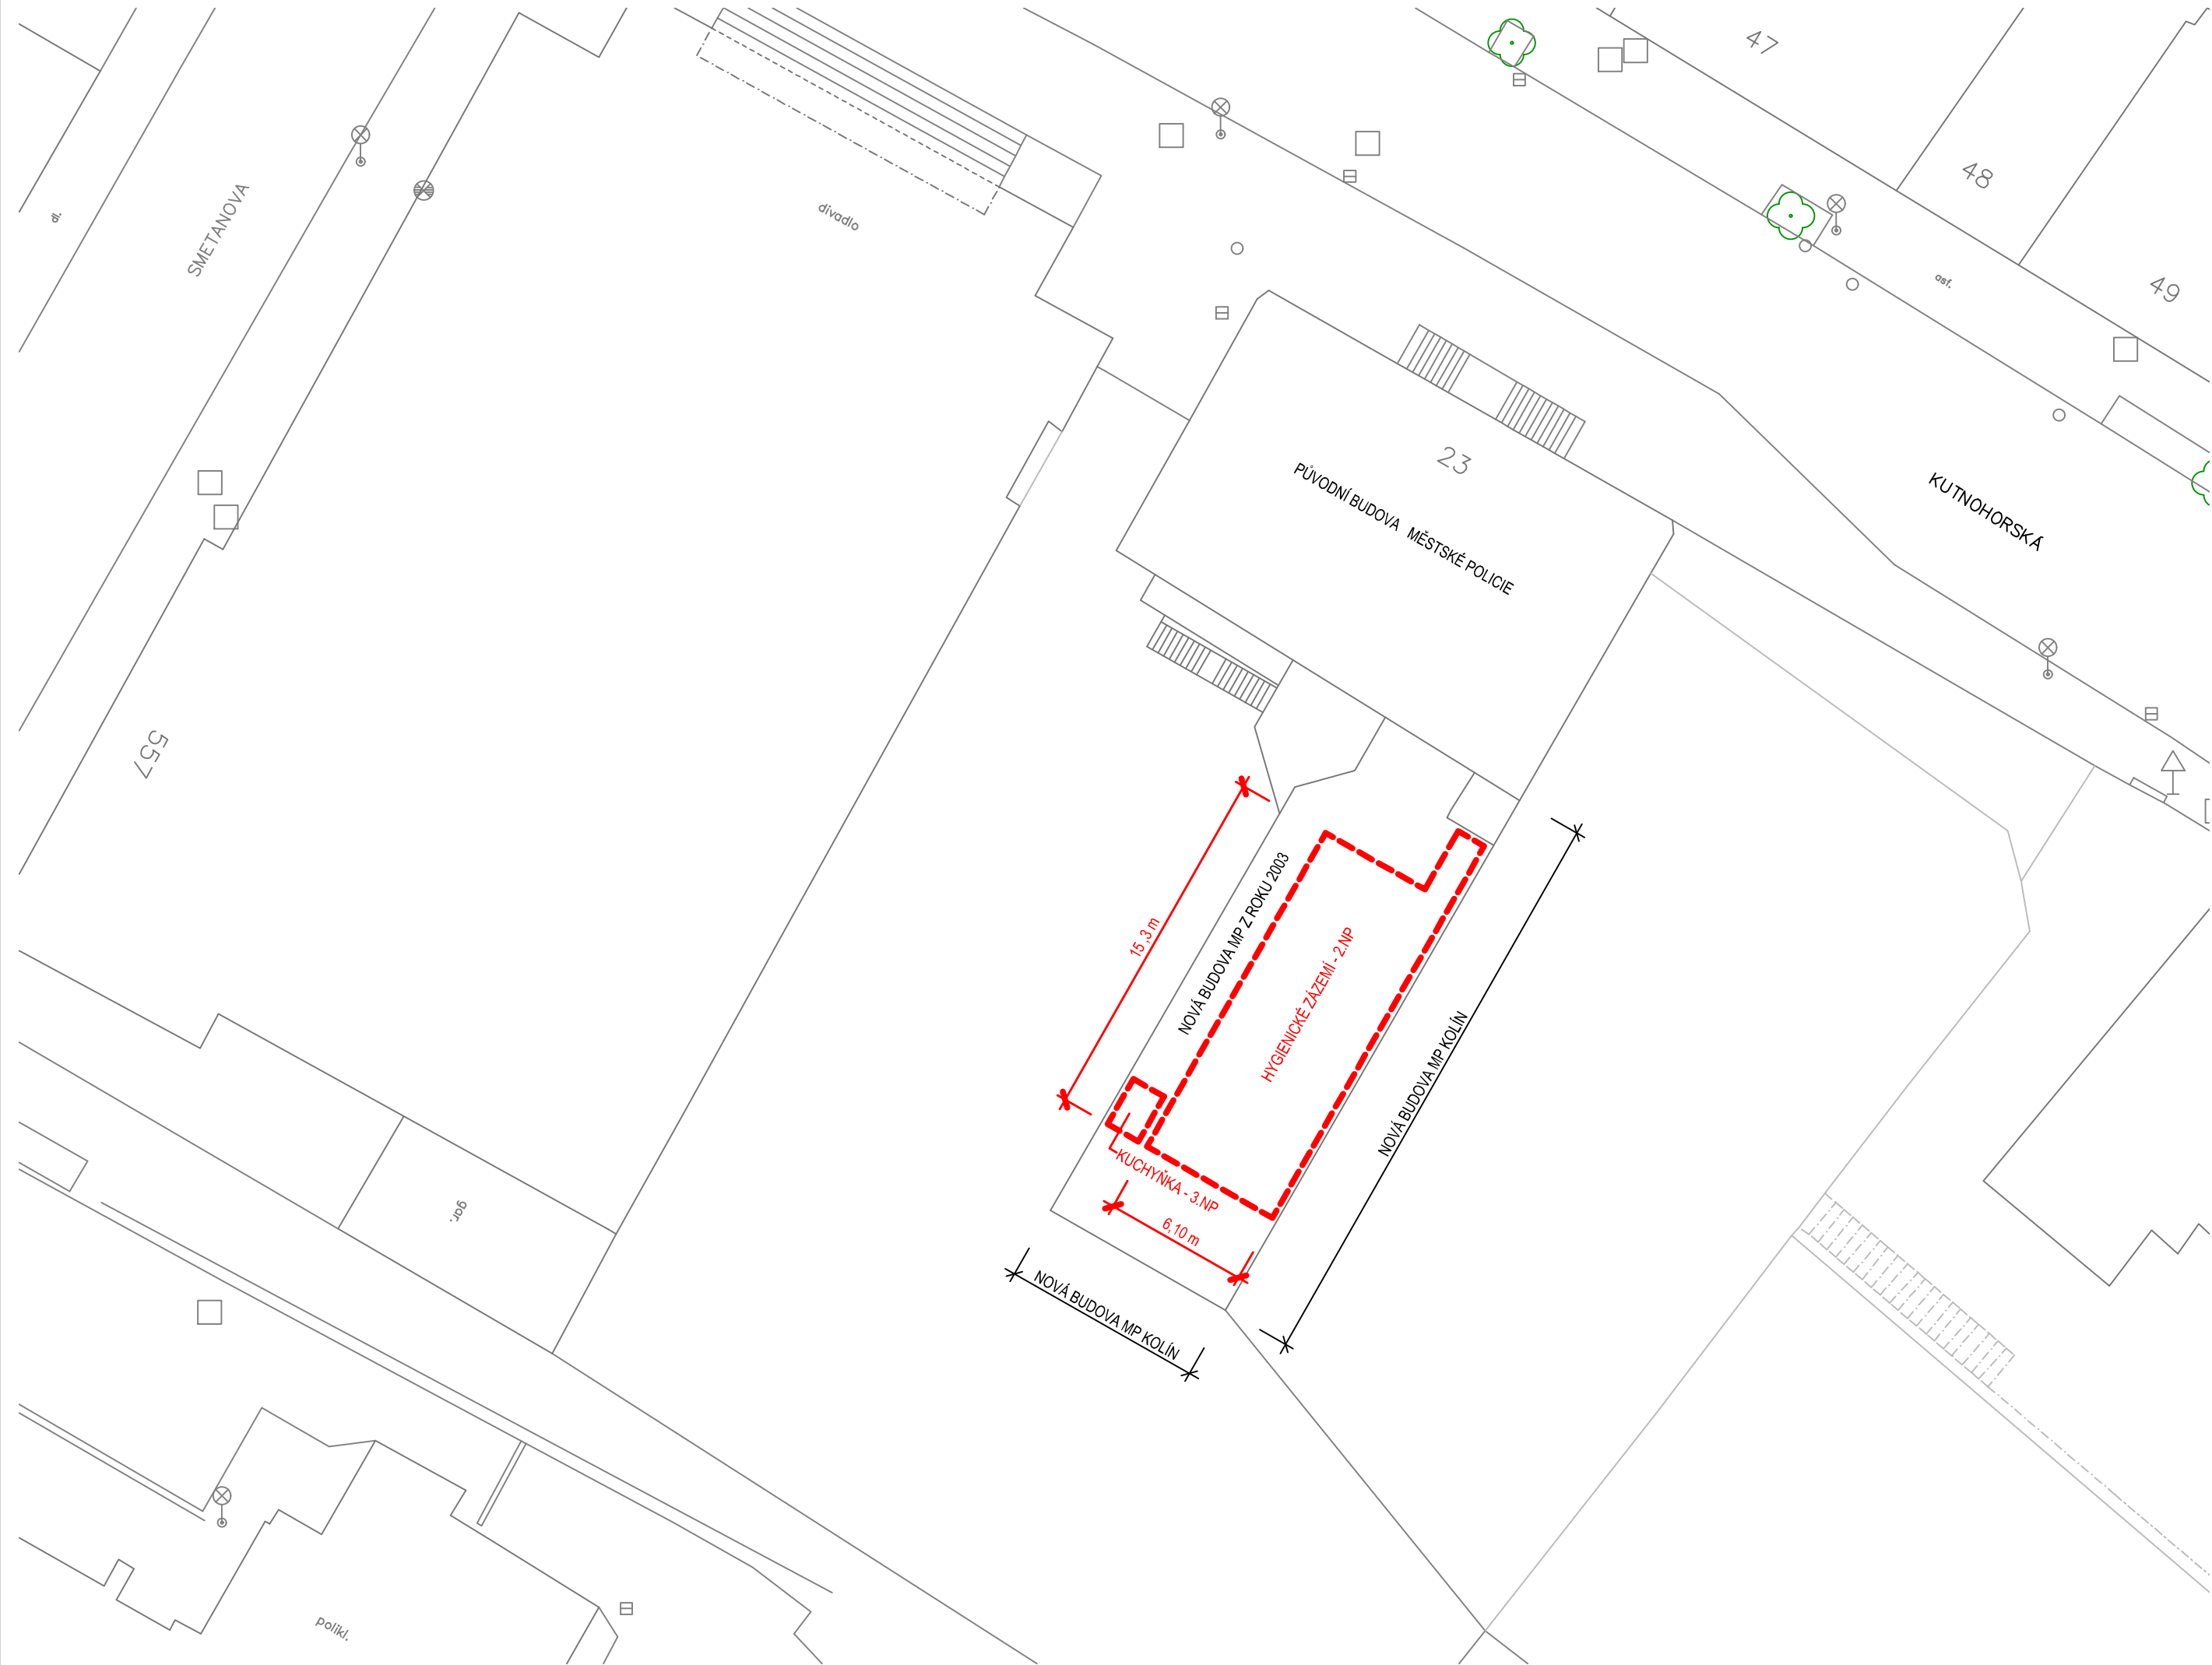 47
48
49
asf.
dl.
SMETANOVA
divadlo
23
PŮVODNÍ BUDOVA MĚSTSKÉ POLICIE
KUTNOHORSKÁ
557
15 ,3 m
NOVÁ BUDOVA MP Z ROKU 2003
HYGIENICKÉ ZÁZEMÍ - 2.NP
NOVÁ BUDOVA MP KOLÍN
KUCHYŇKA - 3.NP
6,10 m
NOVÁ BUDOVA MP KOLÍN
gar.
polikl.